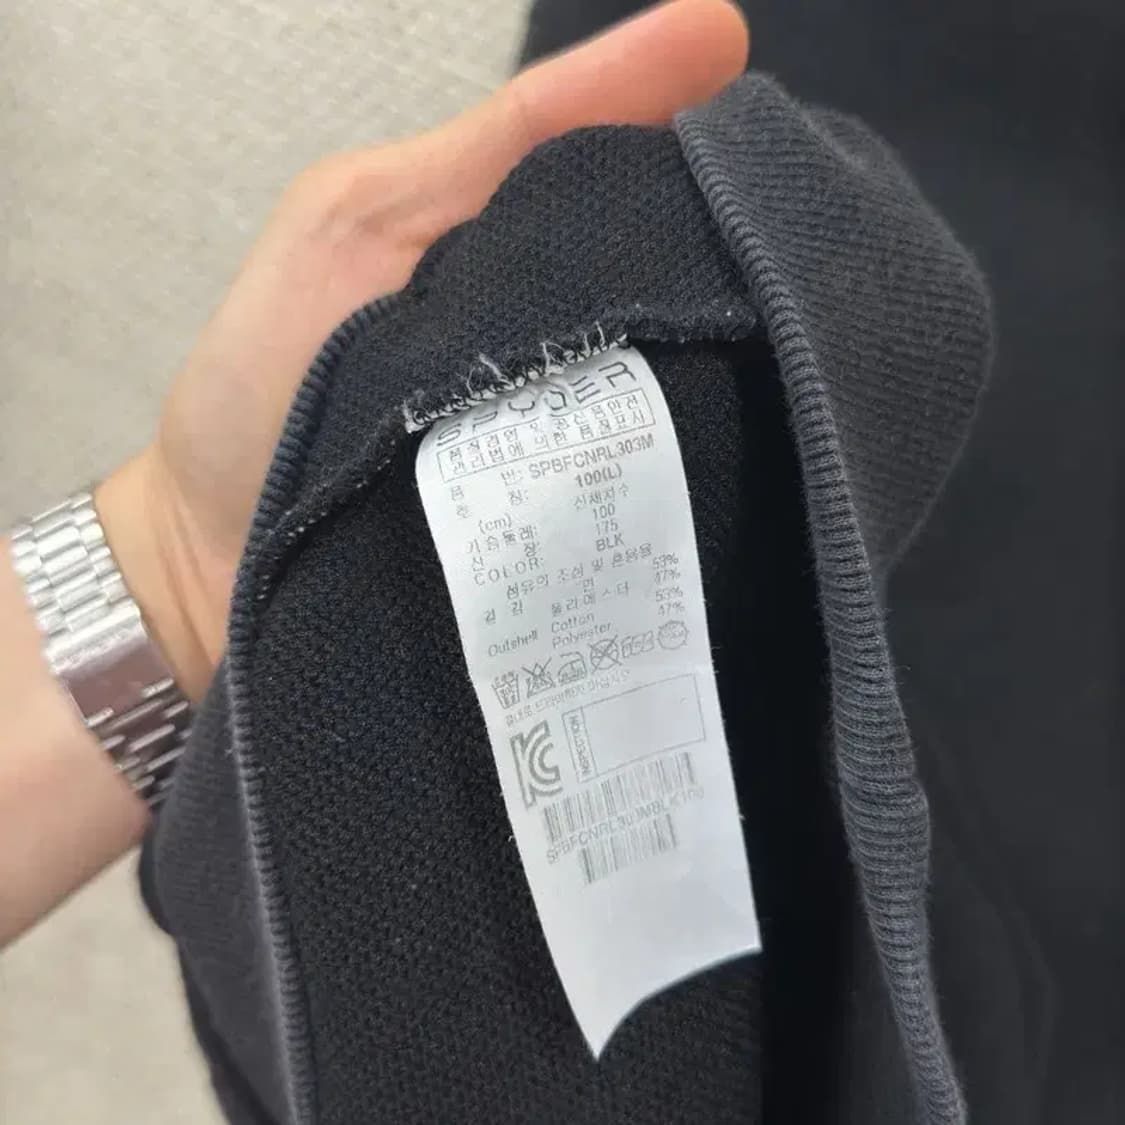 SPYDER
품질경영 및 공산품안전
관리법에 의한 품질표시
품 번: SPBFCNRL303M
호 칭: 100(L)
(cm) 신체치수
가슴둘레: 100
신 장: 175
COLOR: BLK
섬유의 조성 및 혼용율
겉 감 면 53%
폴리에스터 47%
Outshell Cotton 53%
Polyester 47%
INSPECTION
SPBFCNRL303MBLK100